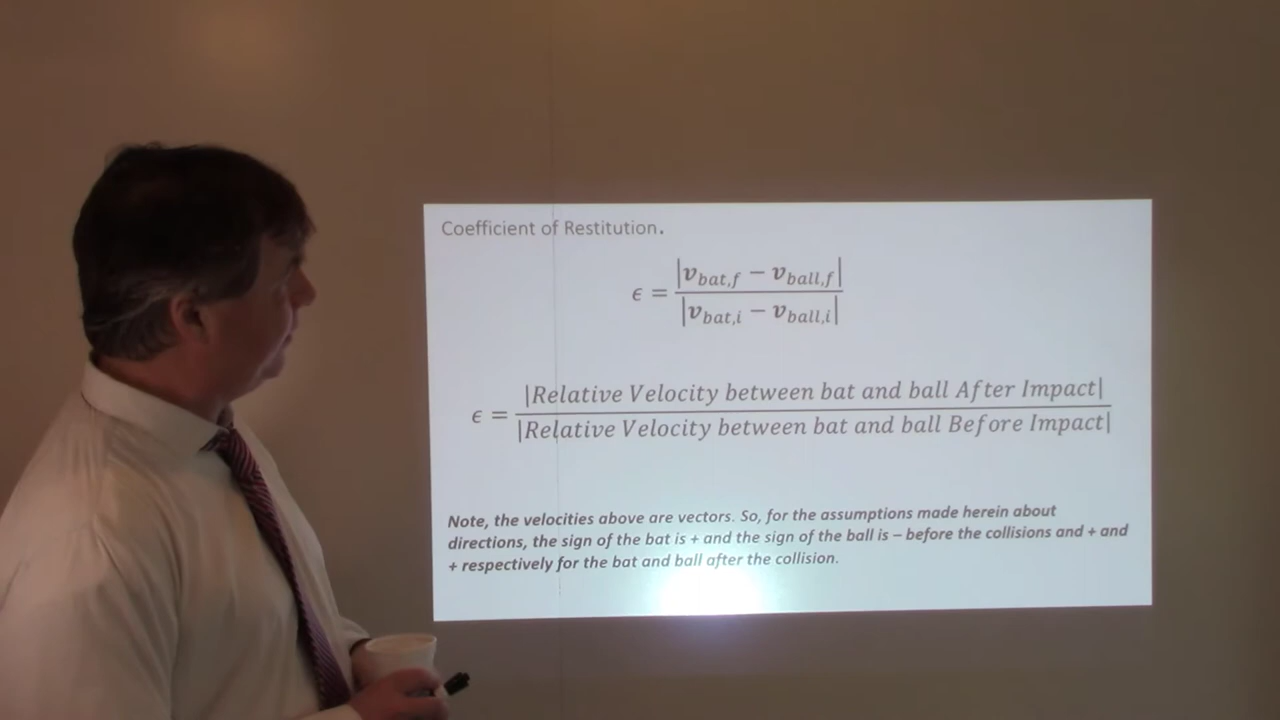 Coefficient of Restitution.
ϵ = |v_bat,f − v_ball,f| / |v_bat,i − v_ball,i|
ϵ = |Relative Velocity between bat and ball After Impact| / |Relative Velocity between bat and ball Before Impact|
Note, the velocities above are vectors. So, for the assumptions made herein about
directions, the sign of the bat is + and the sign of the ball is – before the collisions and + and
+ respectively for the bat and ball after the collision.